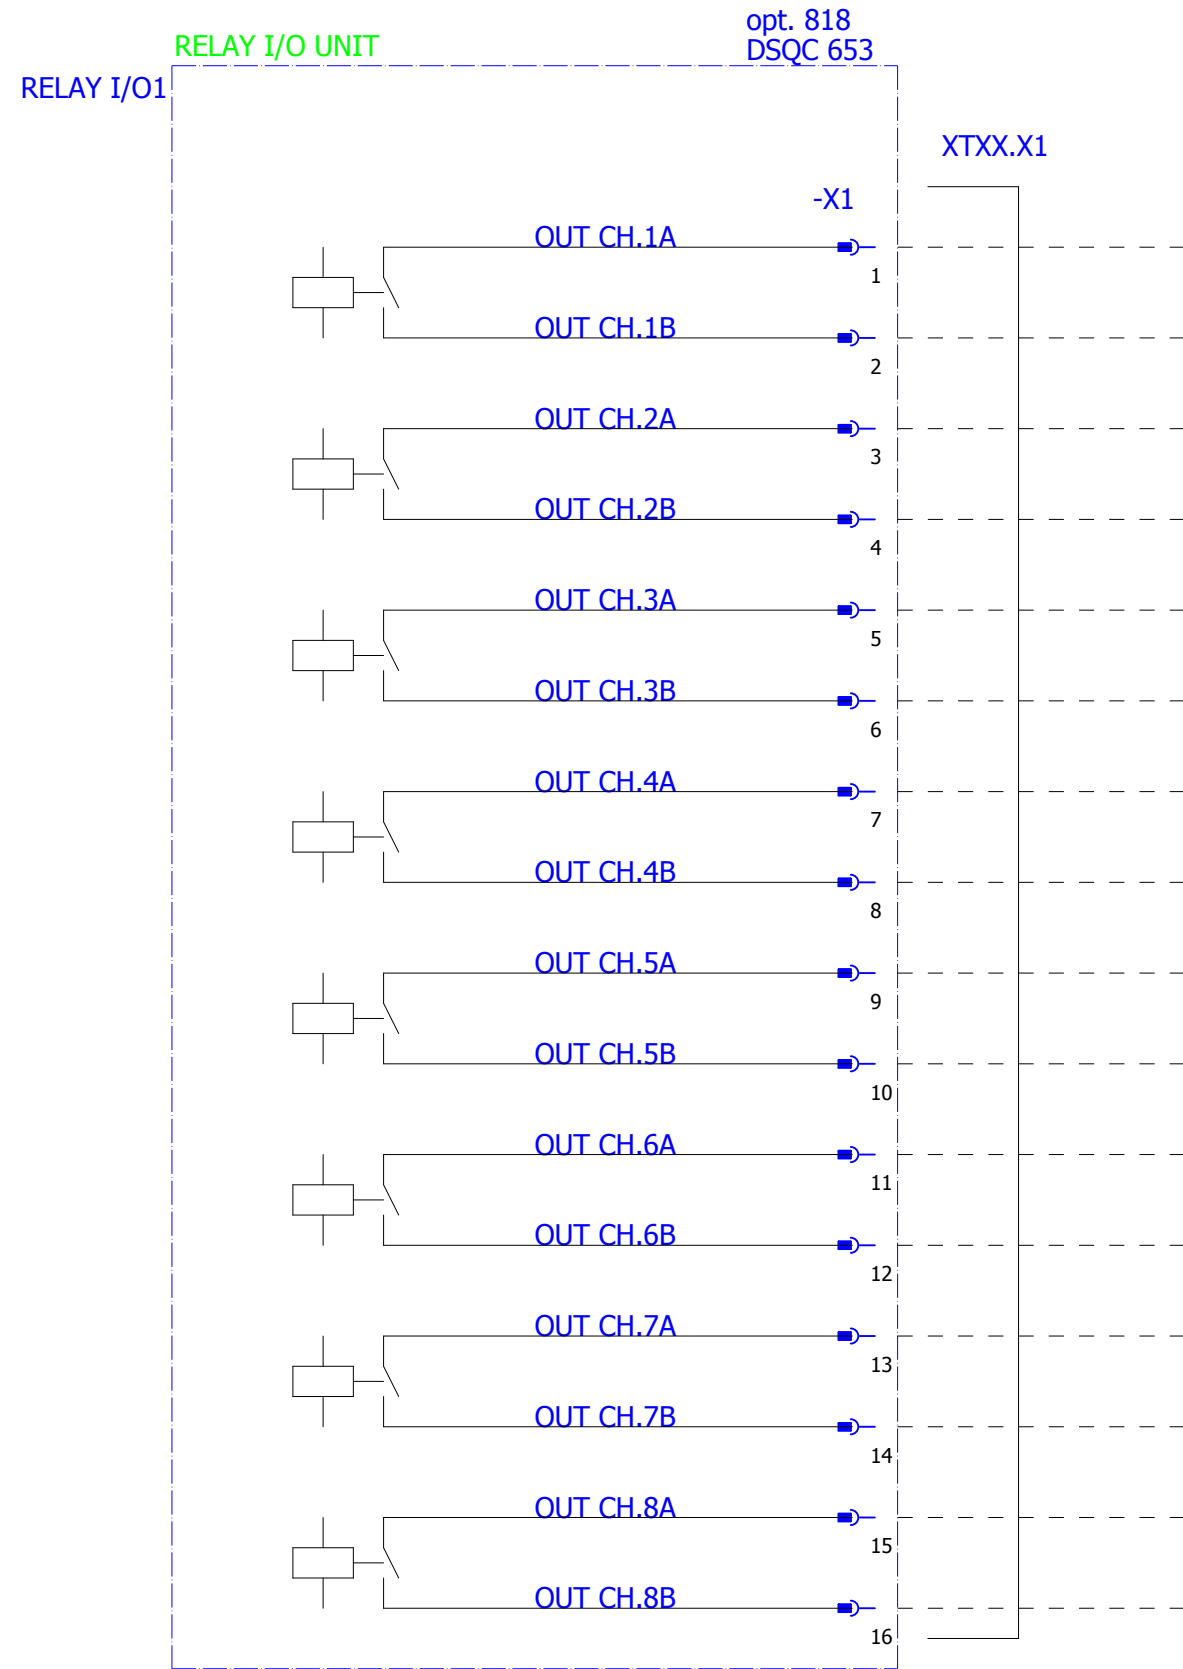 opt. 818
RELAY I/O UNIT
DSQC 653
RELAY I/O1
XTXX.X1
-X1
OUT CH.1A
1
OUT CH.1B
2
OUT CH.2A
3
OUT CH.2B
4
OUT CH.3A
5
OUT CH.3B
6
OUT CH.4A
7
OUT CH.4B
8
OUT CH.5A
9
OUT CH.5B
10
OUT CH.6A
11
OUT CH.6B
12
OUT CH.7A
13
OUT CH.7B
14
OUT CH.8A
15
OUT CH.8B
16